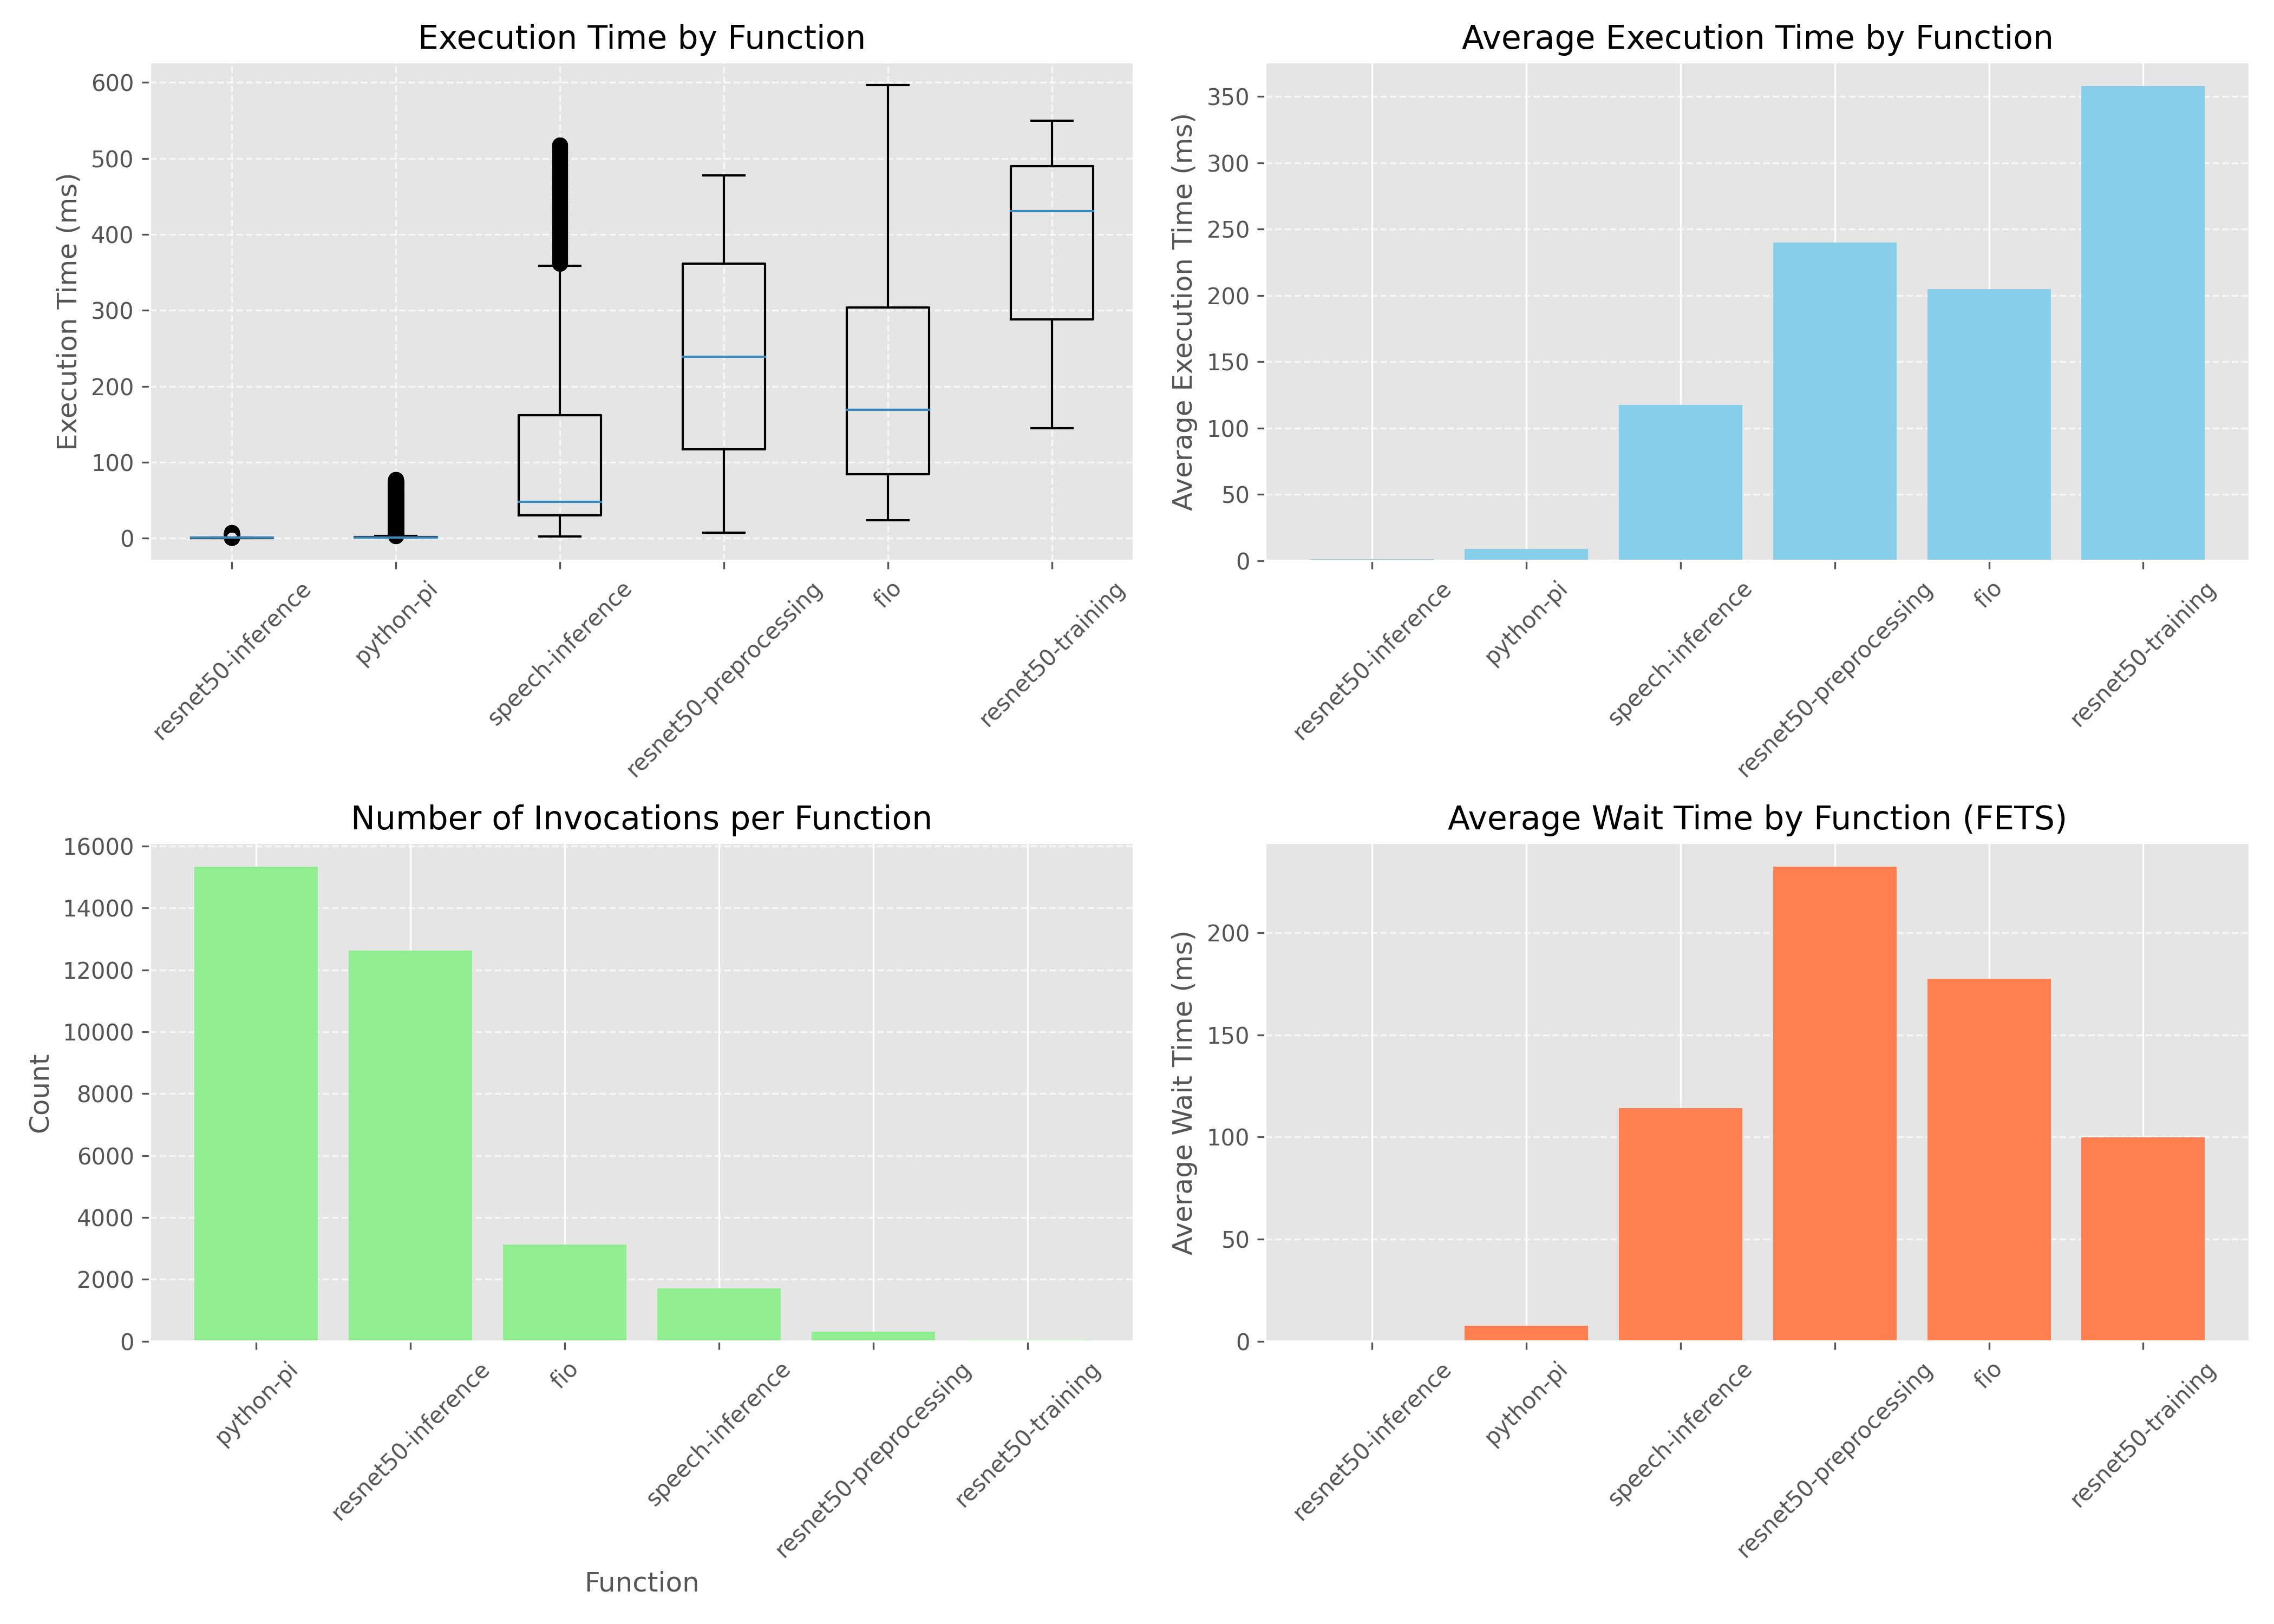 Execution Time by Function
Execution Time (ms)
600
500
400
300
200
100
0
resnet50-inference
python-pi
speech-inference
resnet50-preprocessing
fio
resnet50-training
Average Execution Time by Function
Average Execution Time (ms)
350
300
250
200
150
100
50
0
resnet50-inference
python-pi
speech-inference
resnet50-preprocessing
fio
resnet50-training
Number of Invocations per Function
Count
16000
14000
12000
10000
8000
6000
4000
2000
0
python-pi
resnet50-inference
fio
speech-inference
resnet50-preprocessing
resnet50-training
Function
Average Wait Time by Function (FETS)
Average Wait Time (ms)
200
150
100
50
0
resnet50-inference
python-pi
speech-inference
resnet50-preprocessing
fio
resnet50-training